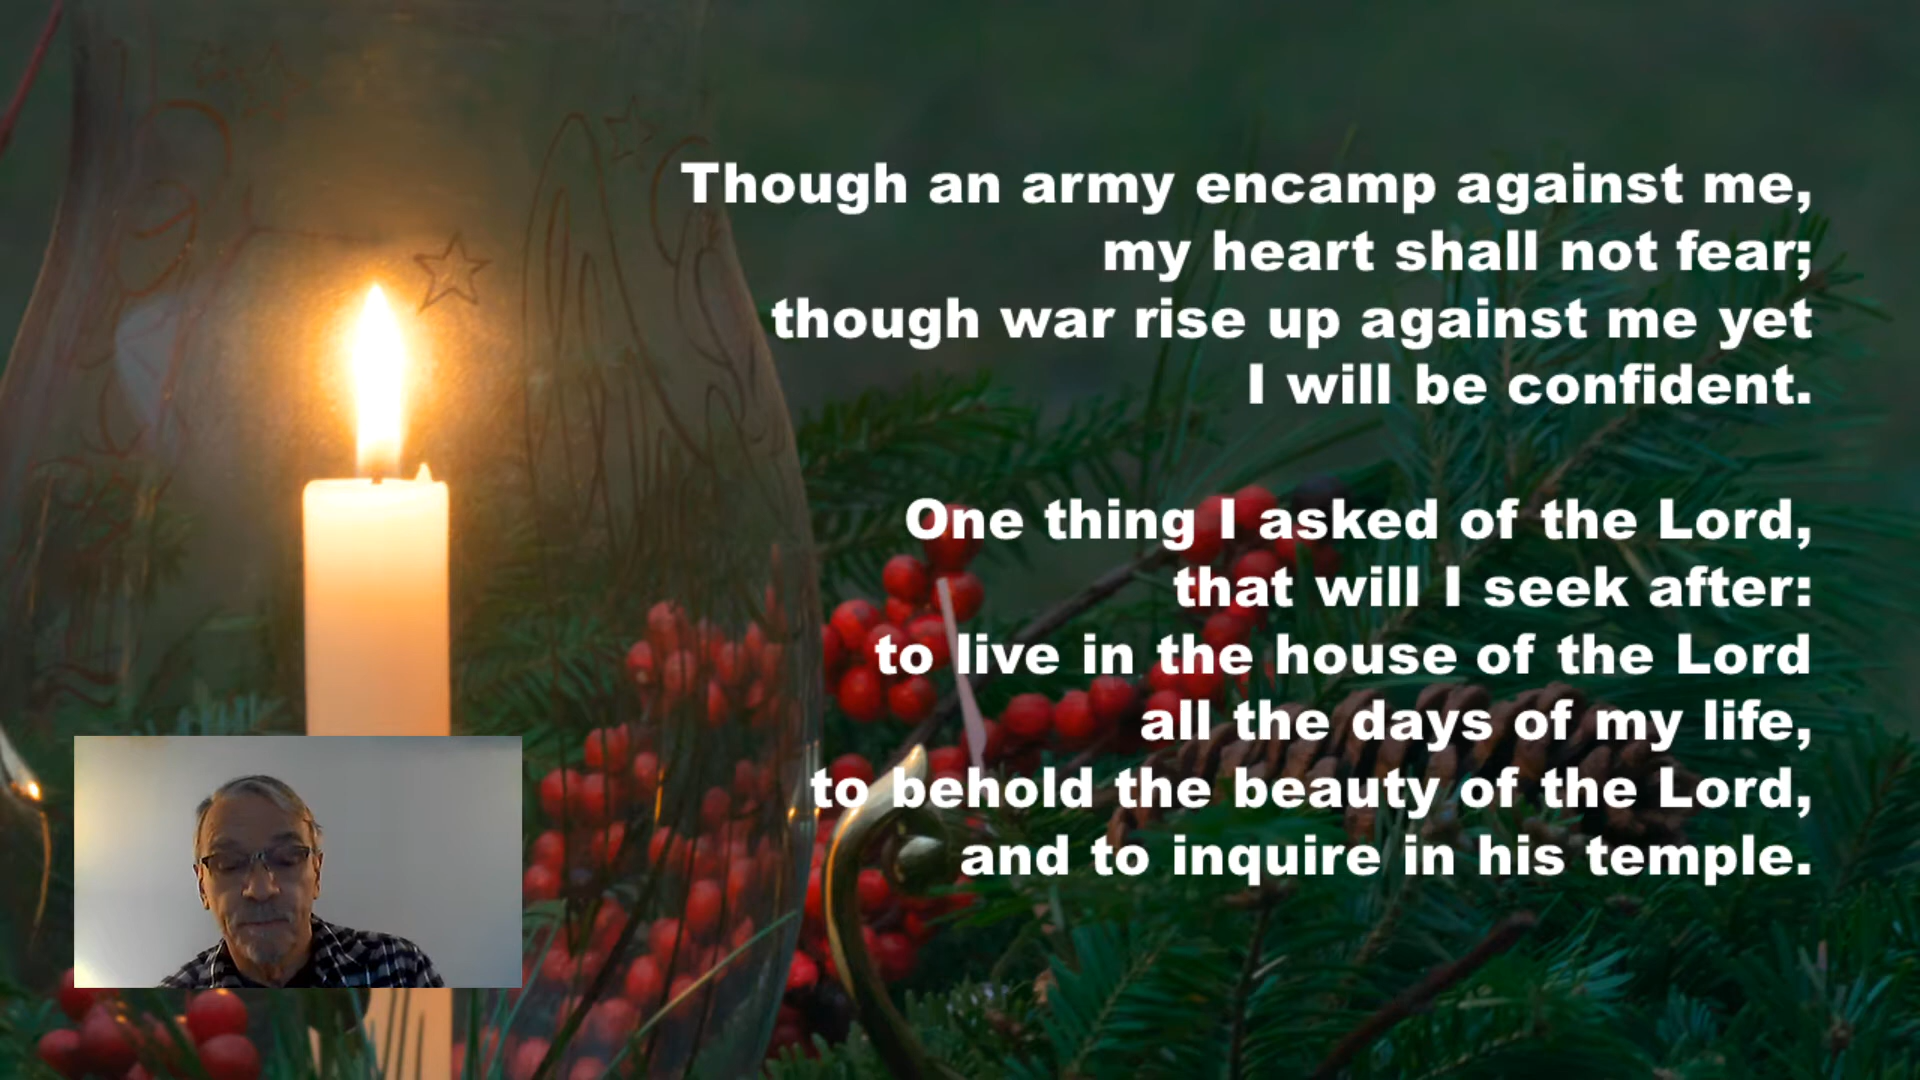 Though an army encamp against me,
my heart shall not fear;
though war rise up against me yet
I will be confident.
One thing I asked of the Lord,
that will I seek after:
to live in the house of the Lord
all the days of my life,
to behold the beauty of the Lord,
and to inquire in his temple.